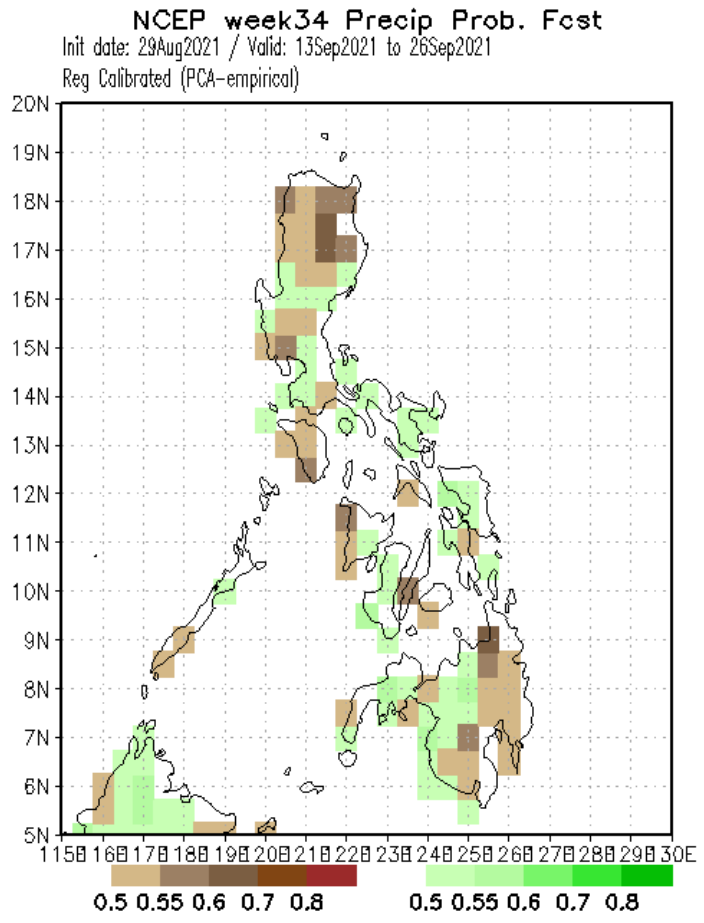 NCEP week34 Precip Prob. Fcst
Init date: 29Aug2021 / Valid: 13Sep2021 to 26Sep2021
Reg Calibrated (PCA-empirical)
20N
19N
18N
17N
16N
15N
14N
13N
12N
11N
10N
9N
8N
7N
6N
5N
0.5 0.55 0.6 0.7 0.8
0.5 0.55 0.6 0.7 0.8